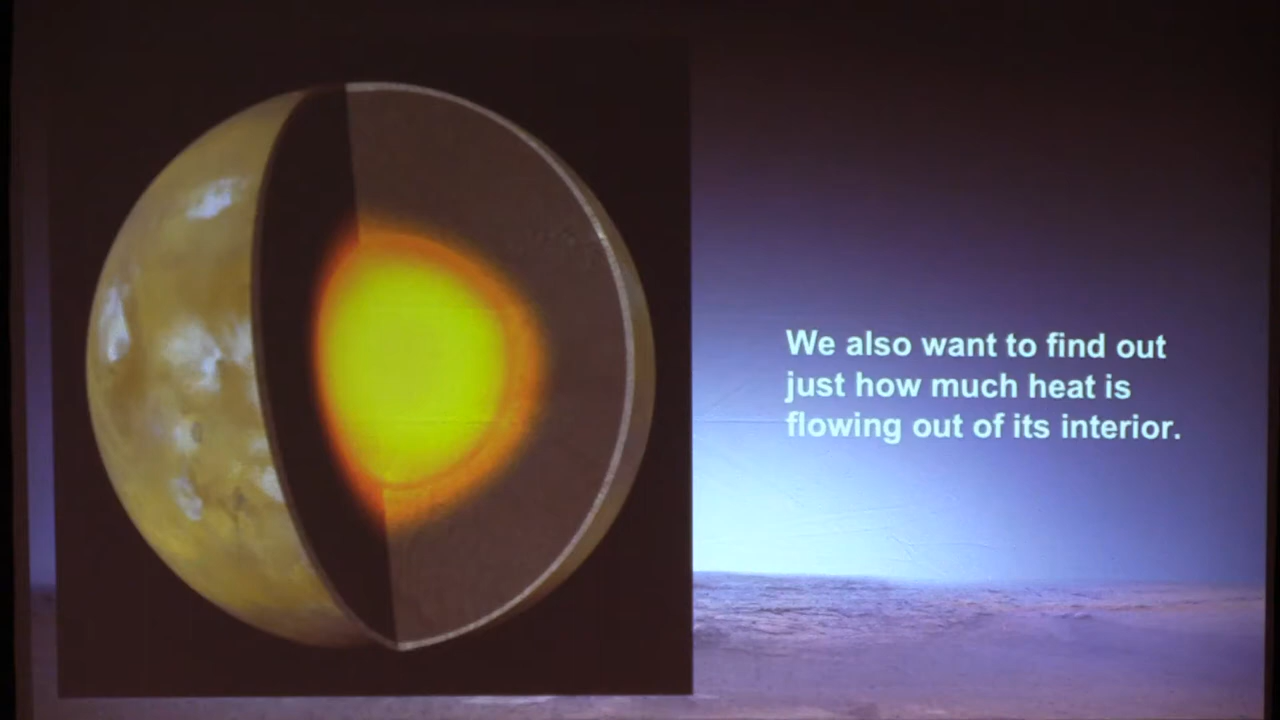 We also want to find out
just how much heat is
flowing out of its interior.